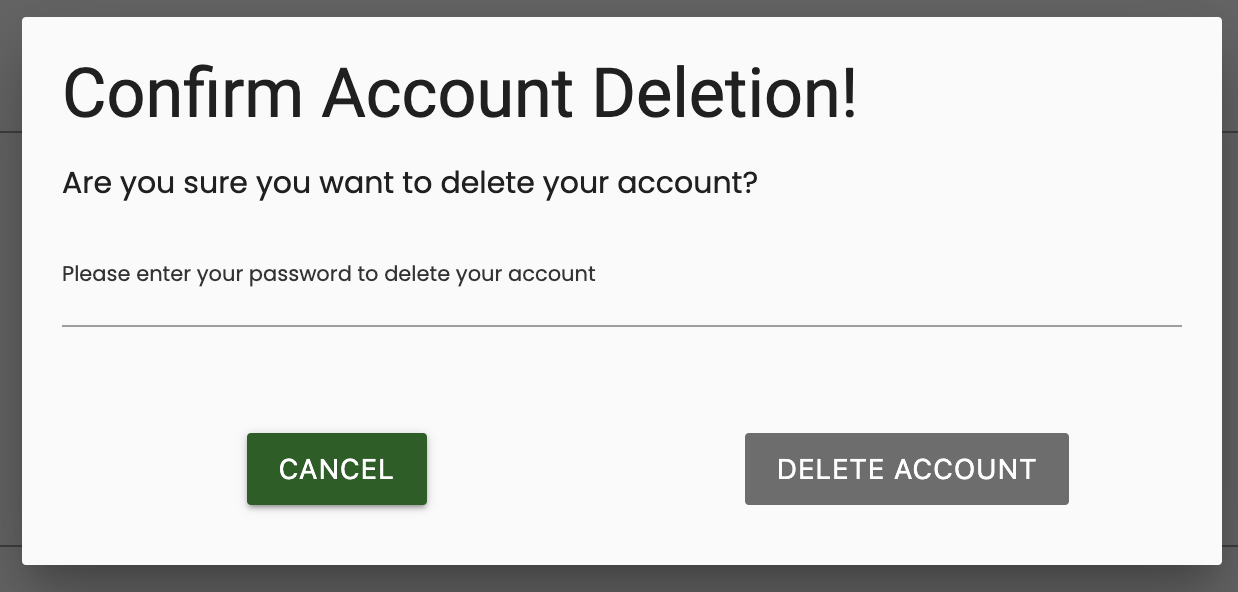 Confirm Account Deletion!
Are you sure you want to delete your account?
Please enter your password to delete your account
CANCEL
DELETE ACCOUNT